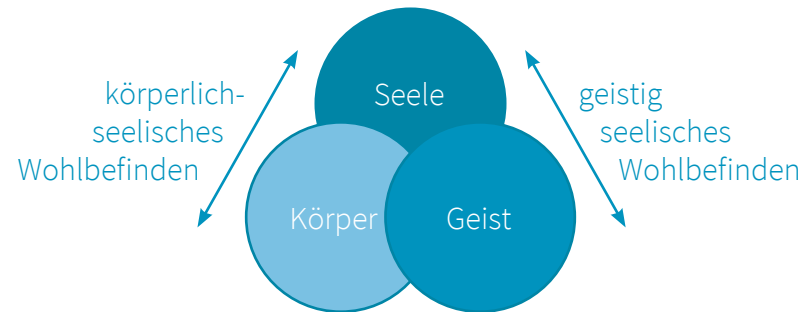 körperlich-
seelisches
Wohlbefinden
Seele
geistig
seelisches
Wohlbefinden
Körper
Geist